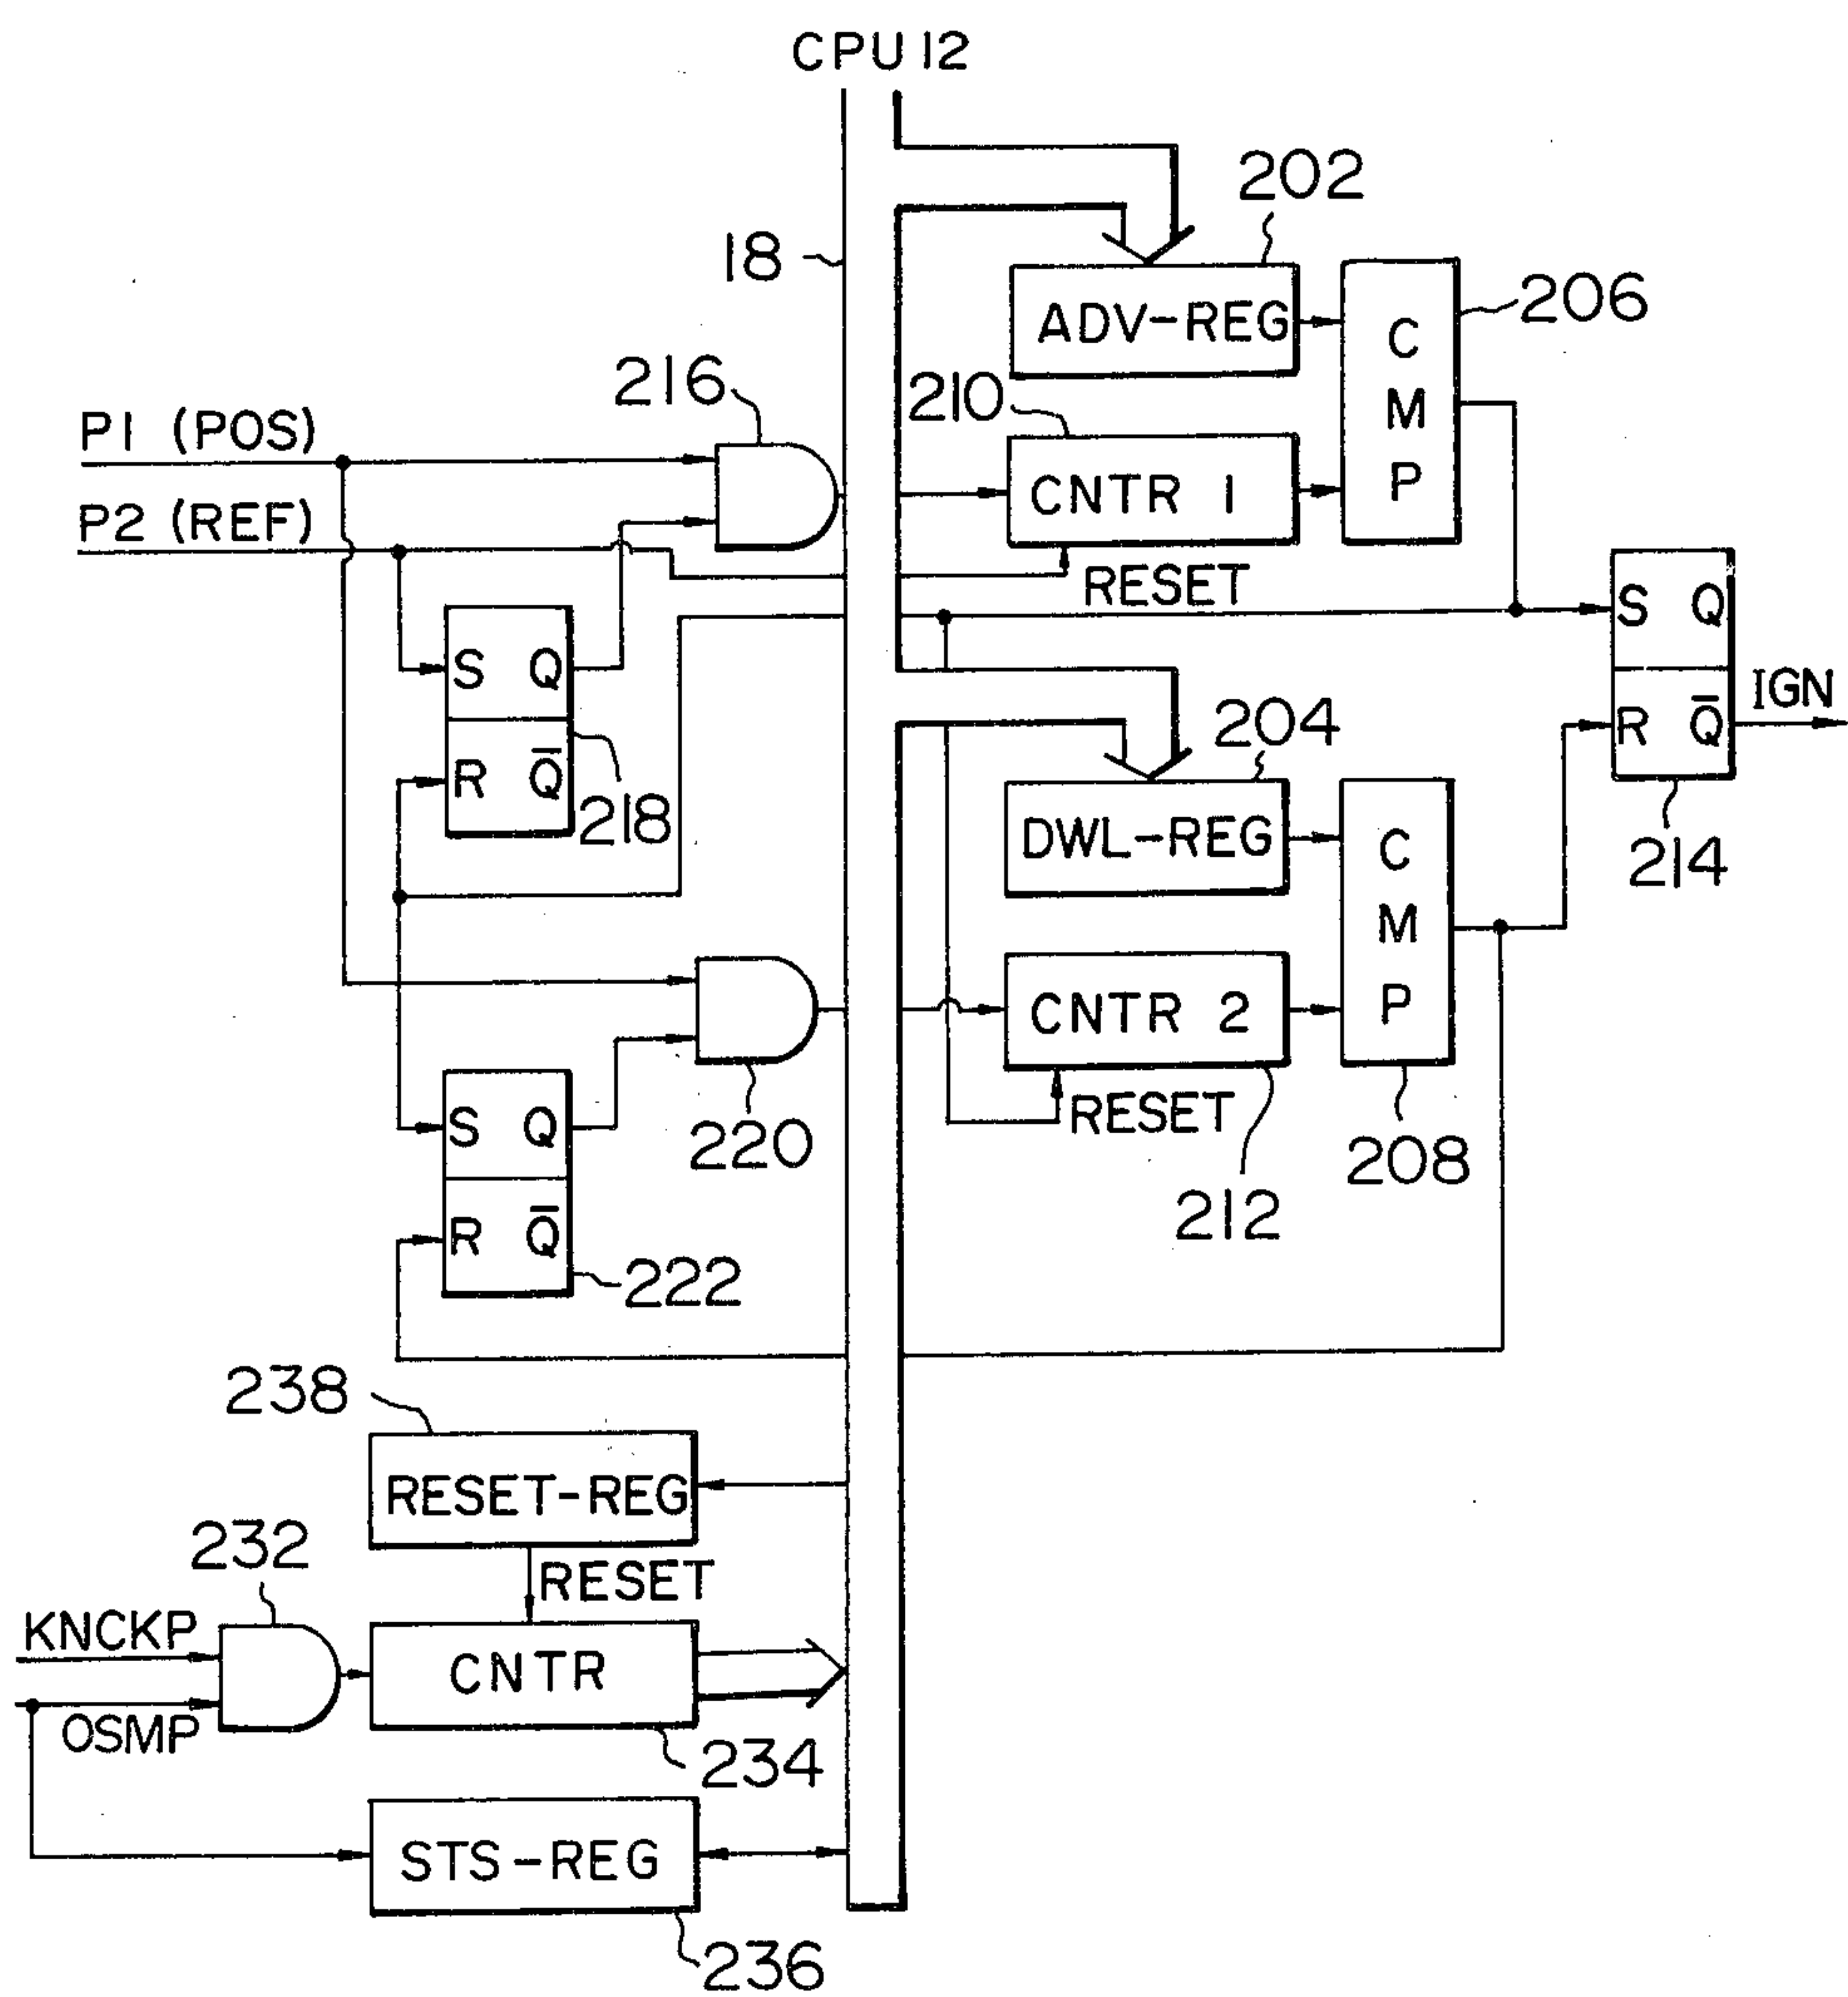 CPU 12
202
18
ADV-REG
CMP
206
216
210
P1 (POS)
CNTR 1
P2 (REF)
RESET
S Q
R Q̅
IGN
214
S Q
R Q̅
218
204
DWL-REG
CMP
CNTR 2
RESET
208
212
220
S Q
R Q̅
222
238
RESET-REG
RESET
232
KNCKP
OSMP
CNTR
234
STS-REG
236